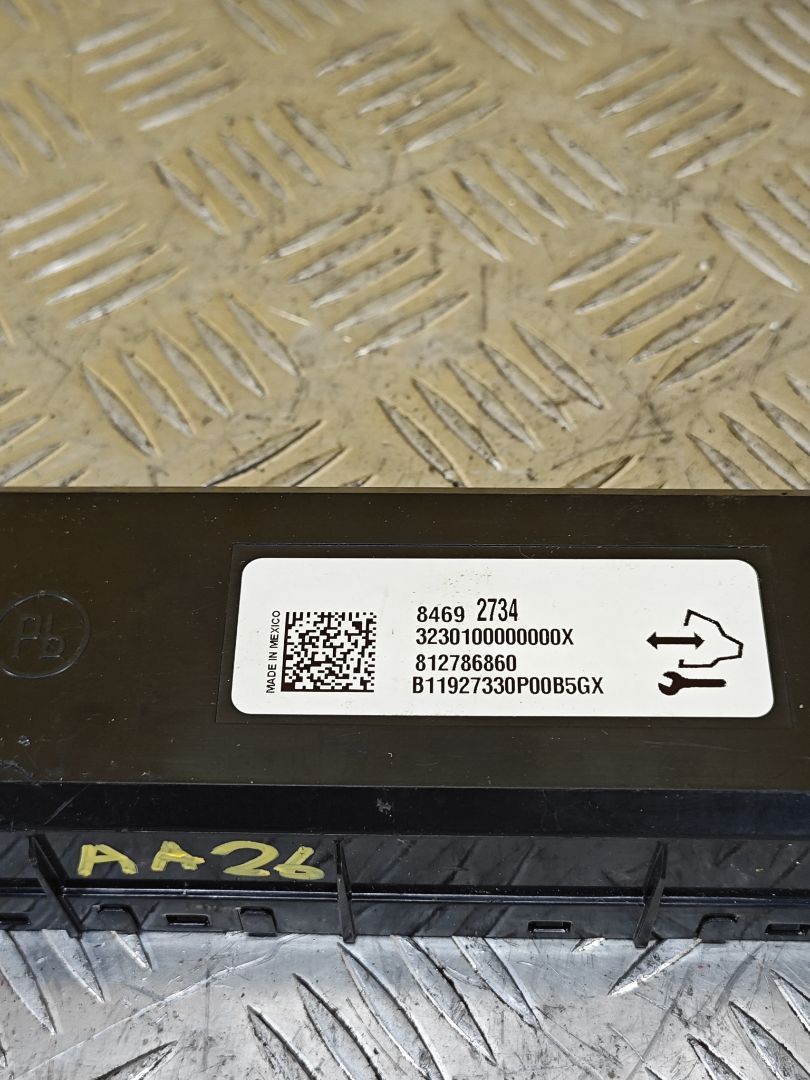 Pb
MADE IN MEXICO
8469 2734
3230100000000X
812786860
B11927330P00B5GX
AA26